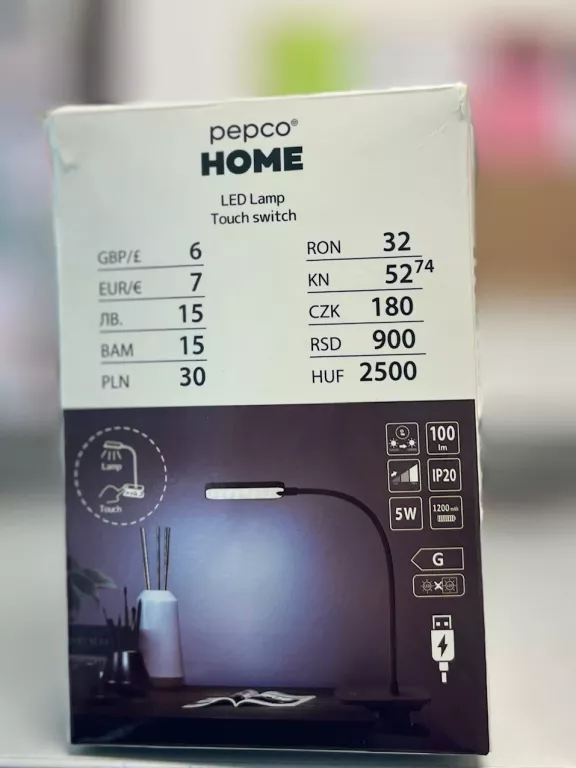 pepco®
HOME
LED Lamp
Touch switch
GBP/£ 6
EUR/€ 7
ЛВ. 15
BAM 15
PLN 30
RON 32
KN 52 74
CZK 180
RSD 900
HUF 2500
Lamp
Touch
100
lm
IP20
5W
1200 mAh
G